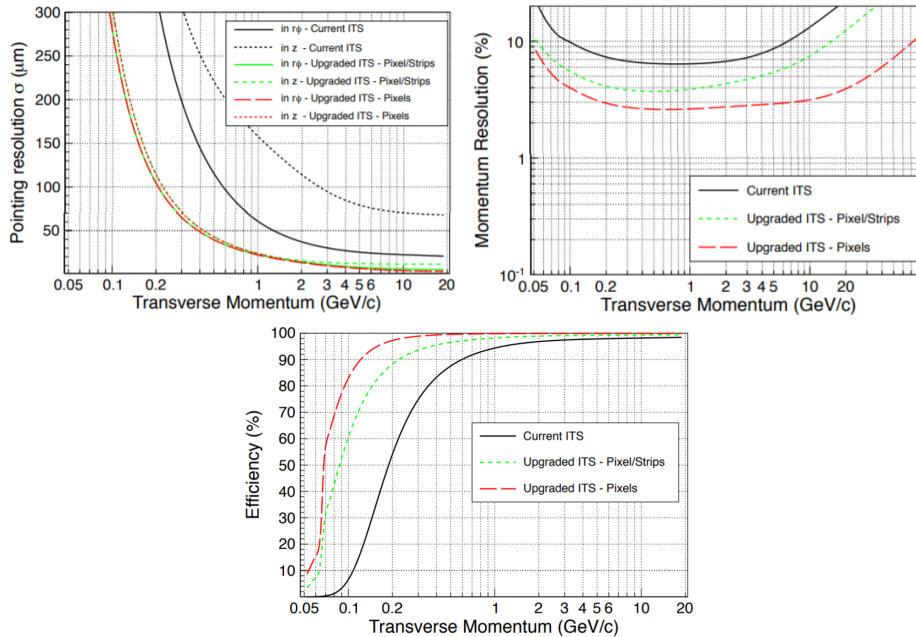 300
250
200
150
100
50
Pointing resolution σ (μm)
in rφ - Current ITS
in z - Current ITS
in rφ - Upgraded ITS - Pixel/Strips
in z - Upgraded ITS - Pixel/Strips
in rφ - Upgraded ITS - Pixels
in z - Upgraded ITS - Pixels
0.05 0.1 0.2 0.3 1 2 3 4 5 6 10 20
Transverse Momentum (GeV/c)
10
1
10⁻¹
Momentum Resolution (%)
Current ITS
Upgraded ITS - Pixel/Strips
Upgraded ITS - Pixels
0.05 0.1 0.2 1 2 3 4 5 10 20
Transverse Momentum (GeV/c)
100
90
80
70
60
50
40
30
20
10
Efficiency (%)
Current ITS
Upgraded ITS - Pixel/Strips
Upgraded ITS - Pixels
0.05 0.1 0.2 1 2 3 4 5 6 10 20
Transverse Momentum (GeV/c)